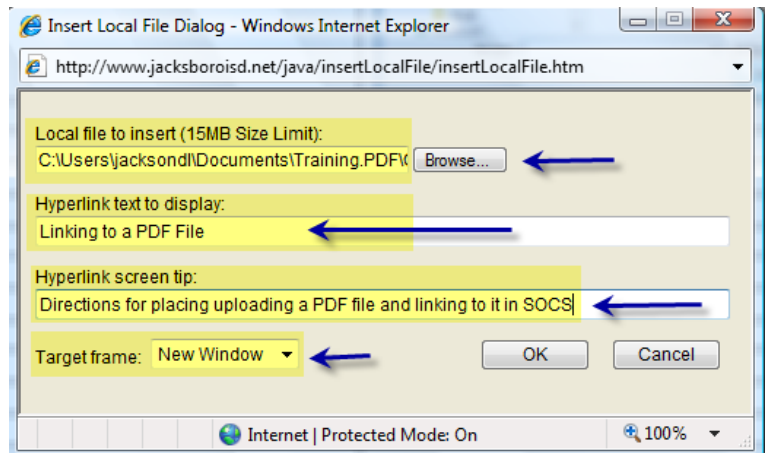 Insert Local File Dialog - Windows Internet Explorer
http://www.jacksboroisd.net/java/insertLocalFile/insertLocalFile.htm
Local file to insert (15MB Size Limit):
C:\Users\jacksondl\Documents\Training.PDF\ Browse...
Hyperlink text to display:
Linking to a PDF File
Hyperlink screen tip:
Directions for placing uploading a PDF file and linking to it in SOCS
Target frame: New Window OK Cancel
Internet | Protected Mode: On 100%